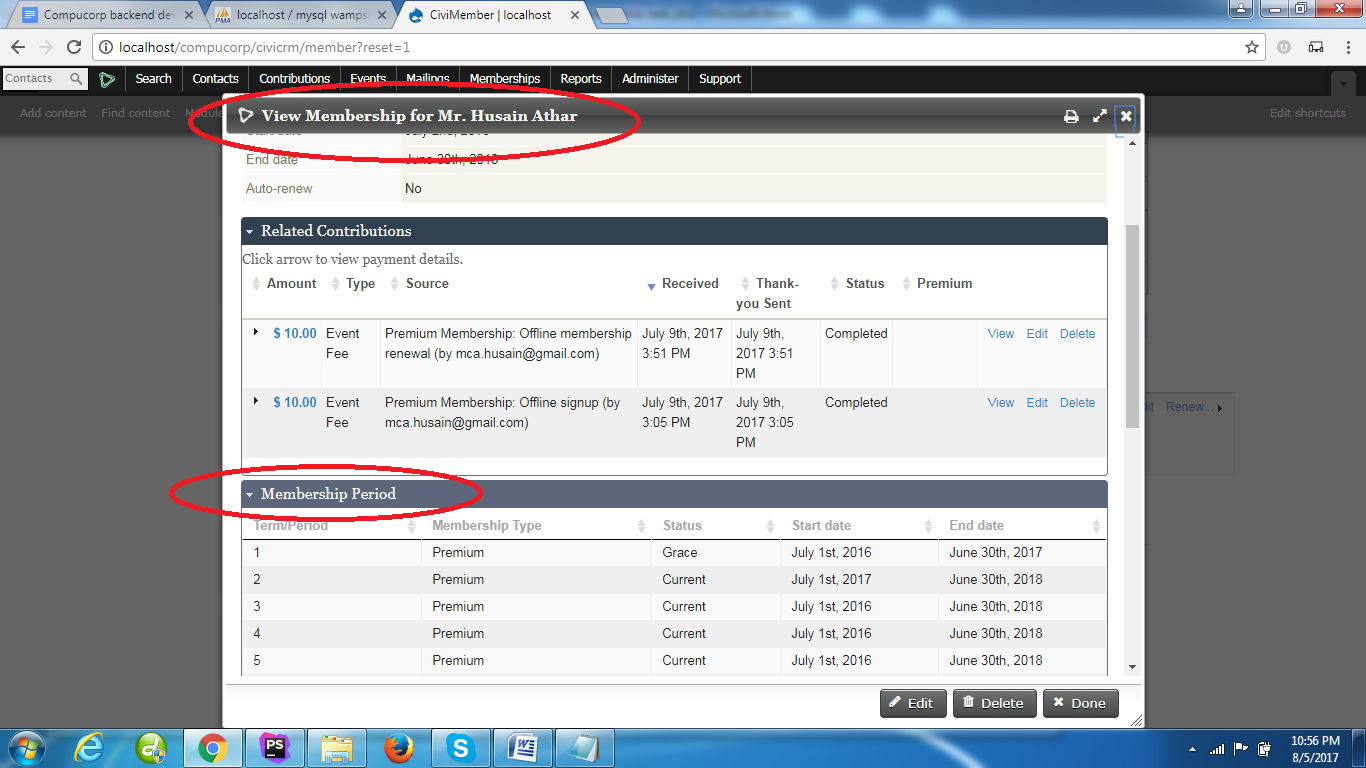 Compucorp backend dev
localhost / mysql wampse
CiviMember | localhost
localhost/compucorp/civicrm/member?reset=1
Contacts
Search Contacts Contributions Events Mailings Memberships Reports Administer Support
Add content Find content Module
Edit shortcuts
View Membership for Mr. Husain Athar
End date
Auto-renew No
Related Contributions
Click arrow to view payment details.
Amount Type Source Received Thank-
you Sent Status Premium
$ 10.00 Event Premium Membership: Offline membership July 9th, 2017 July 9th, Completed View Edit Delete
Fee renewal (by mca.husain@gmail.com) 3:51 PM 2017 3:51
PM
$ 10.00 Event Premium Membership: Offline signup (by July 9th, 2017 July 9th, Completed View Edit Delete
Fee mca.husain@gmail.com) 3:05 PM 2017 3:05
PM
Renew...
Membership Period
Term/Period Membership Type Status Start date End date
1 Premium Grace July 1st, 2016 June 30th, 2017
2 Premium Current July 1st, 2017 June 30th, 2018
3 Premium Current July 1st, 2016 June 30th, 2018
4 Premium Current July 1st, 2016 June 30th, 2018
5 Premium Current July 1st, 2016 June 30th, 2018
Edit Delete Done
10:56 PM
8/5/2017